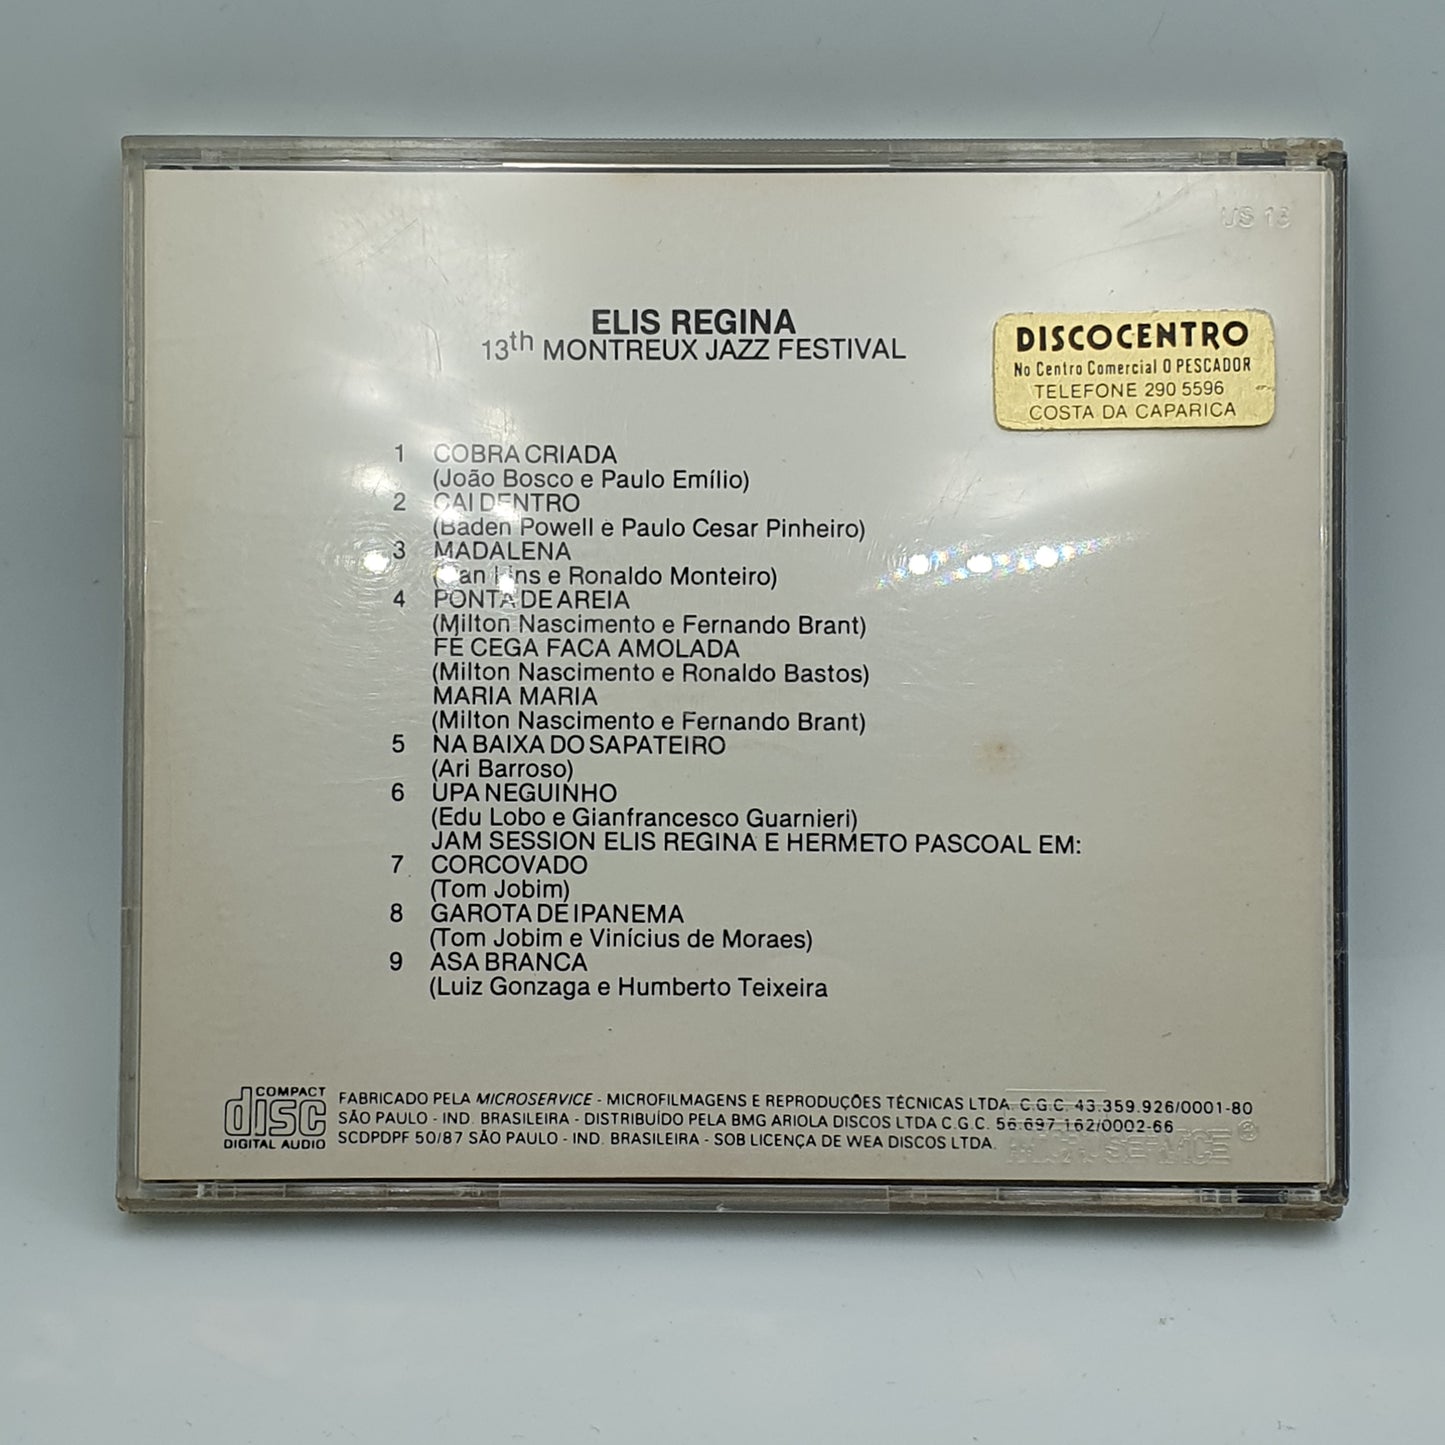 US 13
ELIS REGINA
13th MONTREUX JAZZ FESTIVAL
DISCOCENTRO
No Centro Comercial O PESCADOR
TELEFONE 290 5596
COSTA DA CAPARICA
1 COBRA CRIADA
(João Bosco e Paulo Emílio)
2 CAI DENTRO
(Baden Powell e Paulo Cesar Pinheiro)
3 MADALENA
e Ronaldo Monteiro)
4 PONTA DE AREIA
(Milton Nascimento e Fernando Brant)
FÉ CEGA FACA AMOLADA
(Milton Nascimento e Ronaldo Bastos)
MARIA MARIA
(Milton Nascimento e Fernando Brant)
5 NA BAIXA DO SAPATEIRO
(Ari Barroso)
6 UPA NEGUINHO
(Edu Lobo e Gianfrancesco Guarnieri)
JAM SESSION ELIS REGINA E HERMETO PASCOAL EM:
7 CORCOVADO
(Tom Jobim)
8 GAROTA DE IPANEMA
(Tom Jobim e Vinícius de Moraes)
9 ASA BRANCA
(Luiz Gonzaga e Humberto Teixeira
COMPACT
disc
DIGITAL AUDIO
FABRICADO PELA MICROSERVICE - MICROFILMAGENS E REPRODUÇÕES TÉCNICAS LTDA. C.G.C. 43.359.926/0001-80
SÃO PAULO - IND. BRASILEIRA - DISTRIBUÍDO PELA BMG ARIOLA DISCOS LTDA C.G.C. 56.697.162/0002-66
SCDPDPF 50/87 SÃO PAULO - IND. BRASILEIRA - SOB LICENÇA DE WEA DISCOS LTDA.
MICROSERVICE®